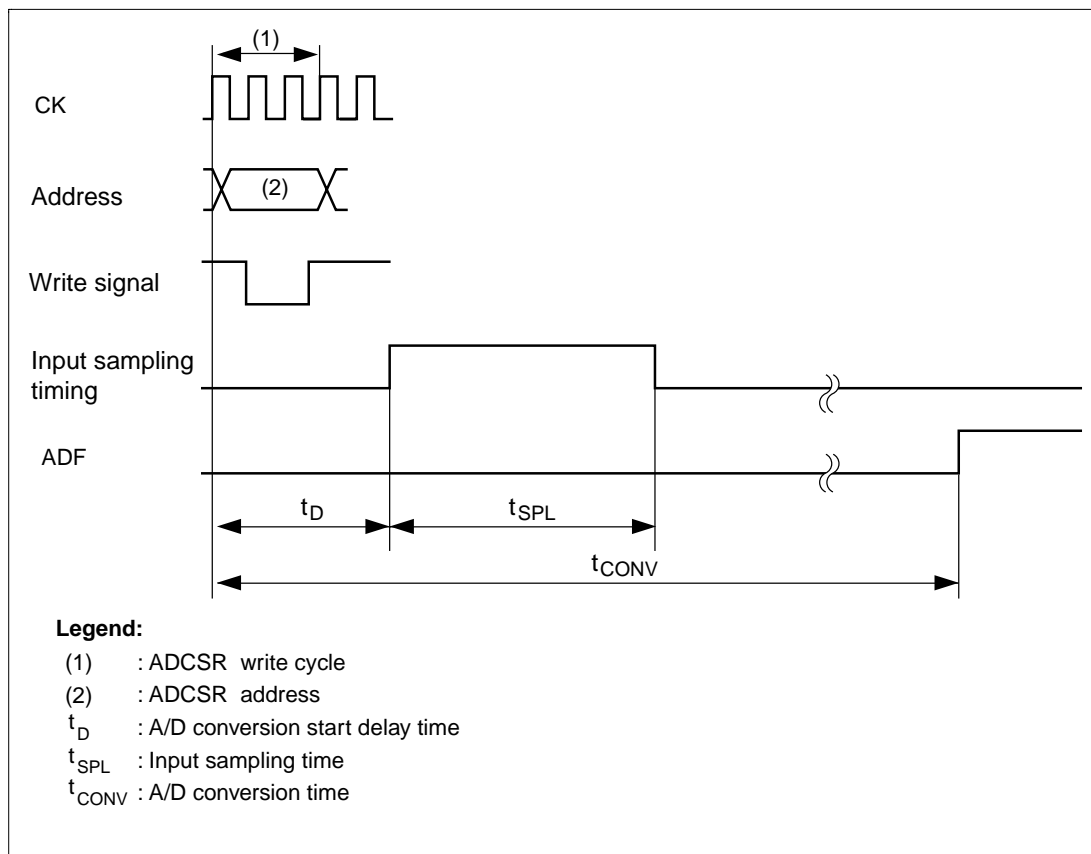 (1)
CK
Address
(2)
Write signal
Input sampling
timing
ADF
tD
tSPL
tCONV
Legend:
(1) : ADCSR write cycle
(2) : ADCSR address
tD : A/D conversion start delay time
tSPL : Input sampling time
tCONV : A/D conversion time